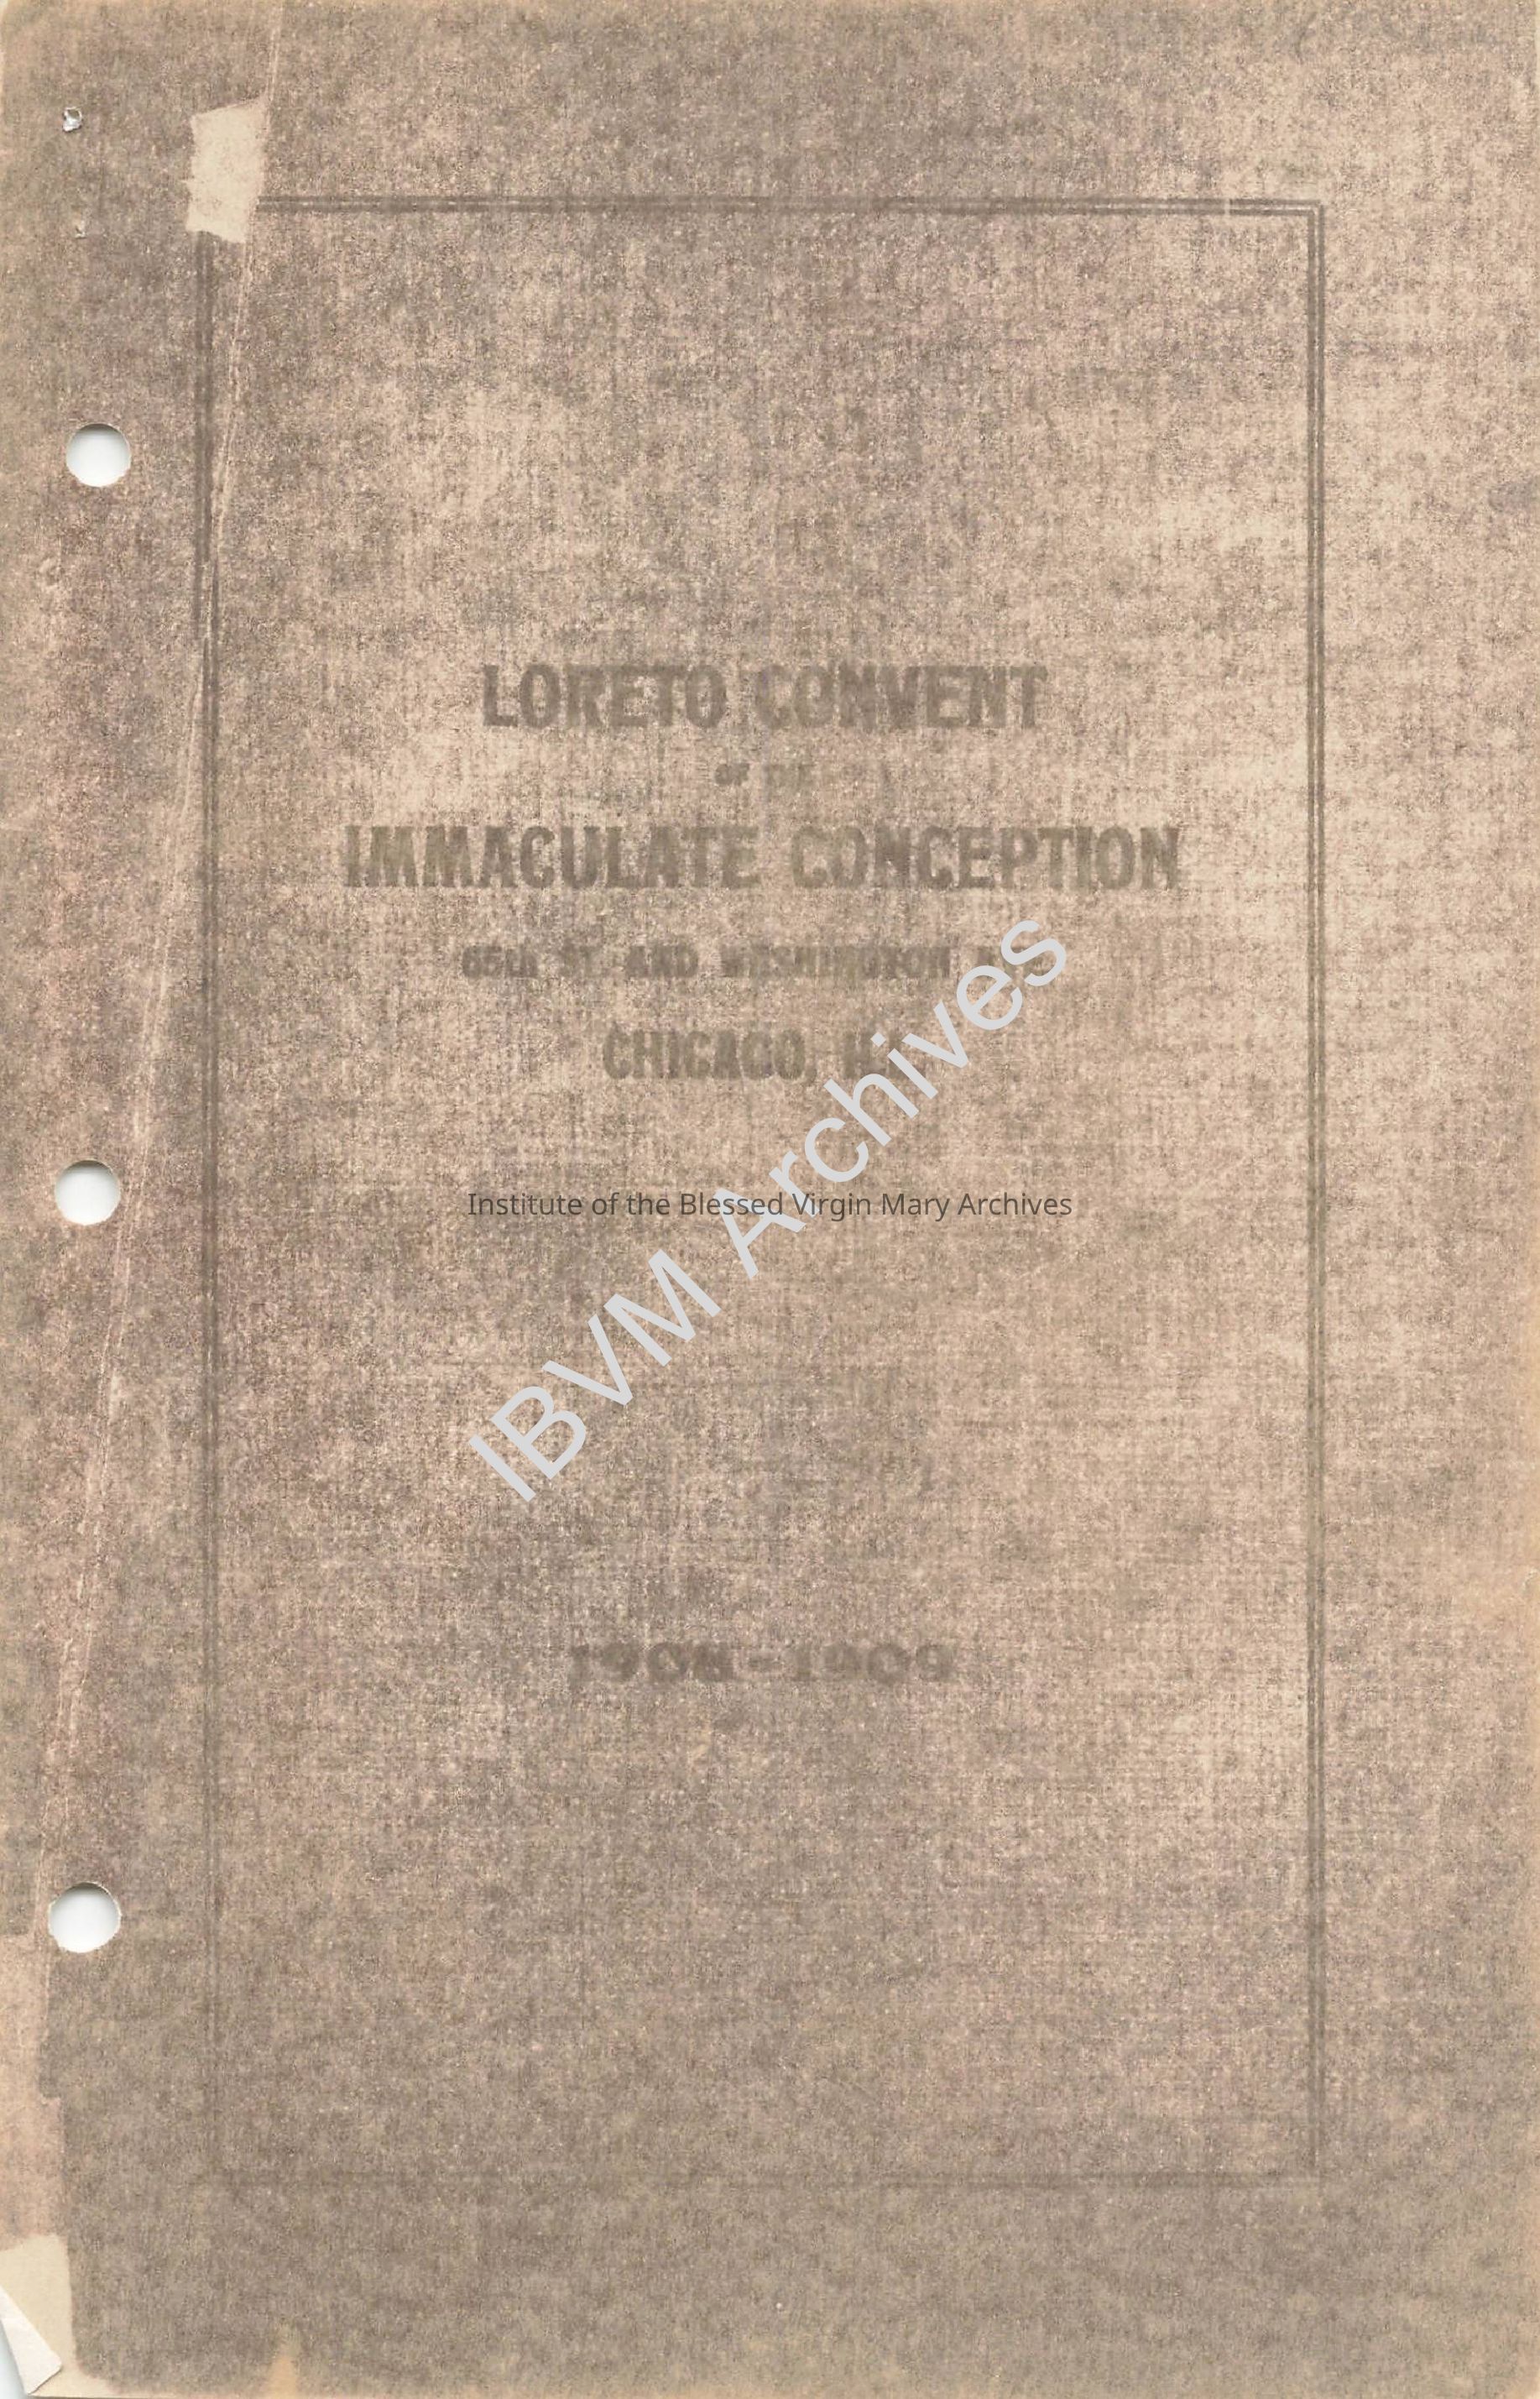 LORETO CONVENT
OF THE
IMMACULATE CONCEPTION
65th ST. AND WASHINGTON
CHICAGO,
Institute of the Blessed Virgin Mary Archives
IBVM Archives
1908-1909